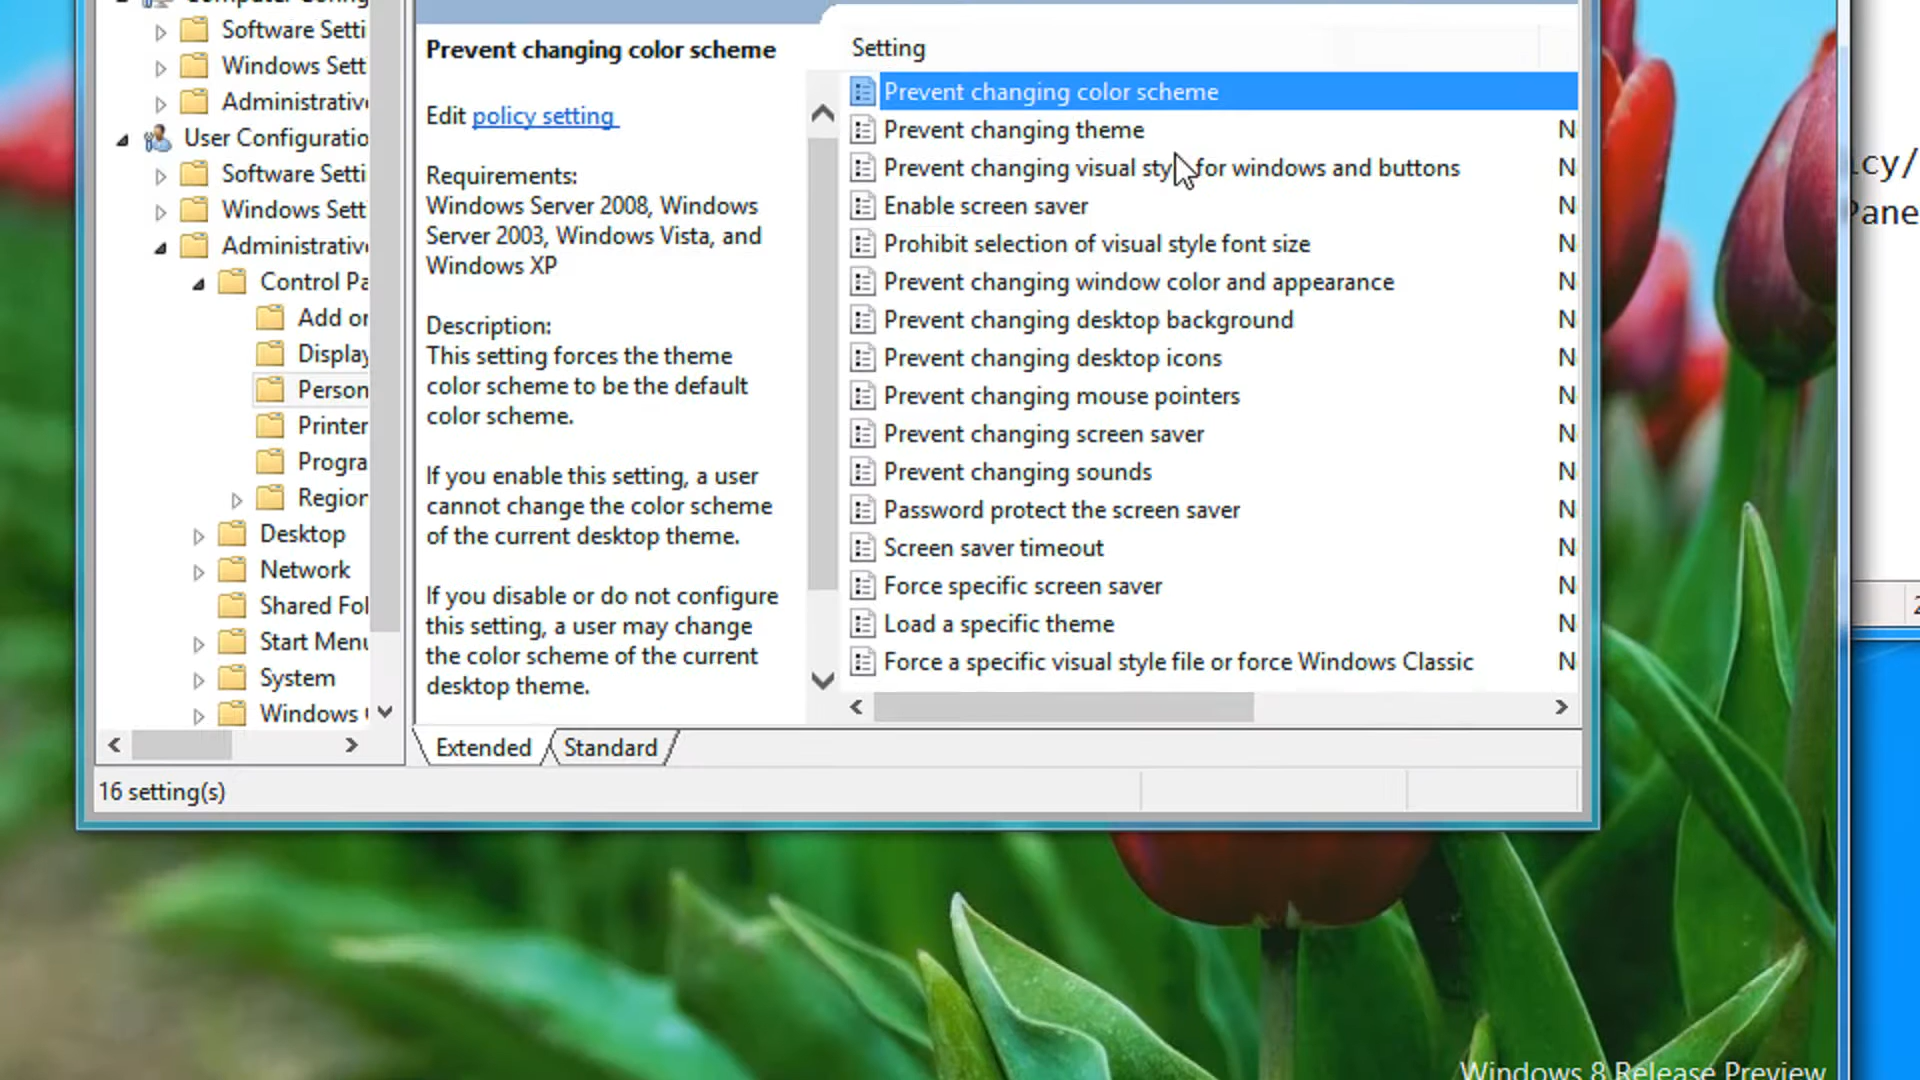 Software Setti
Windows Sett
Administrative
User Configuratio
Software Setti
Windows Sett
Administrative
Control Pa
Add or
Display
Person
Printer
Progra
Region
Desktop
Network
Shared Fol
Start Menu
System
Windows
Prevent changing color scheme
Edit policy setting
Requirements:
Windows Server 2008, Windows
Server 2003, Windows Vista, and
Windows XP
Description:
This setting forces the theme
color scheme to be the default
color scheme.
If you enable this setting, a user
cannot change the color scheme
of the current desktop theme.
If you disable or do not configure
this setting, a user may change
the color scheme of the current
desktop theme.
Setting
Prevent changing color scheme
Prevent changing theme N
Prevent changing visual style for windows and buttons N
Enable screen saver N
Prohibit selection of visual style font size N
Prevent changing window color and appearance N
Prevent changing desktop background N
Prevent changing desktop icons N
Prevent changing mouse pointers N
Prevent changing screen saver N
Prevent changing sounds N
Password protect the screen saver N
Screen saver timeout N
Force specific screen saver N
Load a specific theme N
Force a specific visual style file or force Windows Classic N
Extended Standard
16 setting(s)
icy/
Pane
Windows 8 Release Preview